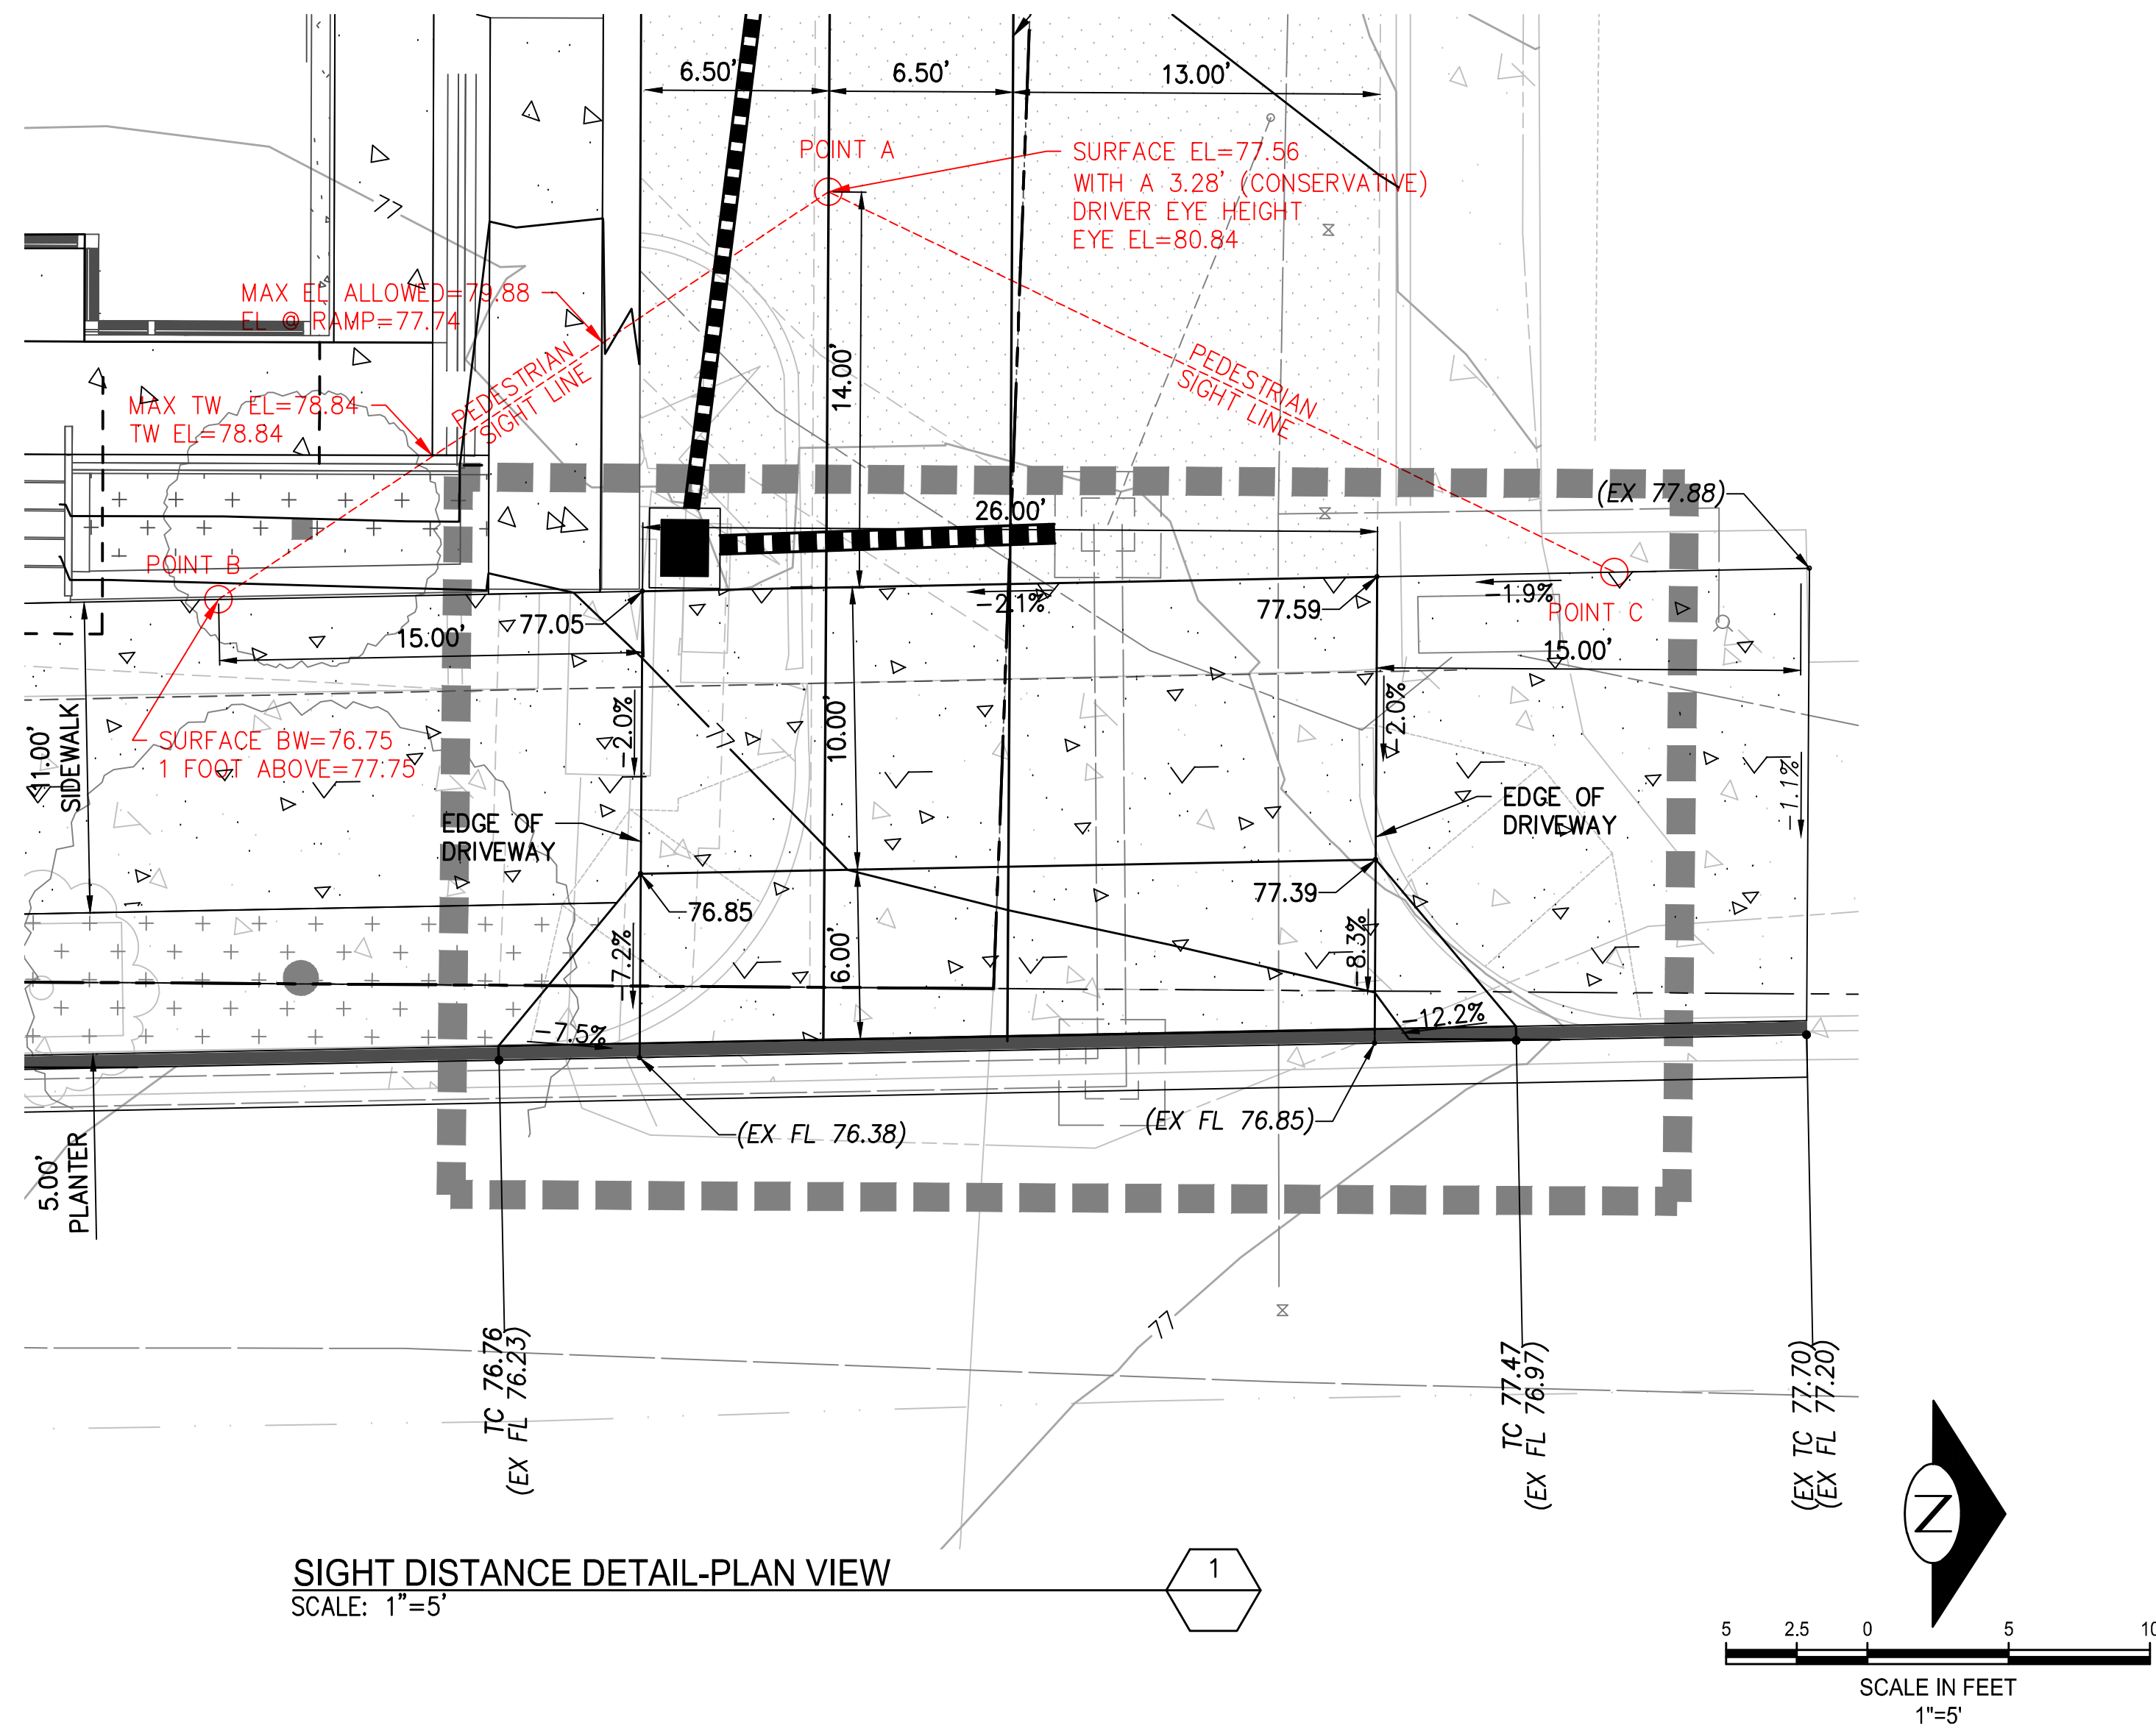 6.50'
6.50'
13.00'
POINT A
SURFACE EL=77.56
WITH A 3.28' (CONSERVATIVE)
DRIVER EYE HEIGHT
EYE EL=80.84
77
MAX EL ALLOWED=79.88
EL @ RAMP=77.74
PEDESTRIAN
SIGHT LINE
PEDESTRIAN
SIGHT LINE
14.00'
MAX TW EL=78.84
TW EL=78.84
(EX 77.88)
26.00'
POINT B
-2.1%
77.59
-1.9%
POINT C
77.05
15.00'
15.00'
-2.0%
-2.0%
77
10.00'
11.00'
SIDEWALK
SURFACE BW=76.75
1 FOOT ABOVE=77.75
-1.1%
EDGE OF
DRIVEWAY
EDGE OF
DRIVEWAY
76.85
77.39
-7.2%
6.00'
-8.3%
-7.5%
-12.2%
(EX FL 76.38)
(EX FL 76.85)
5.00'
PLANTER
77
TC 76.76
(EX FL 76.23)
TC 77.47
(EX FL 76.97)
(EX TC 77.70)
(EX FL 77.20)
N
SIGHT DISTANCE DETAIL-PLAN VIEW
1
SCALE: 1"=5'
5 2.5 0 5 10
SCALE IN FEET
1"=5'